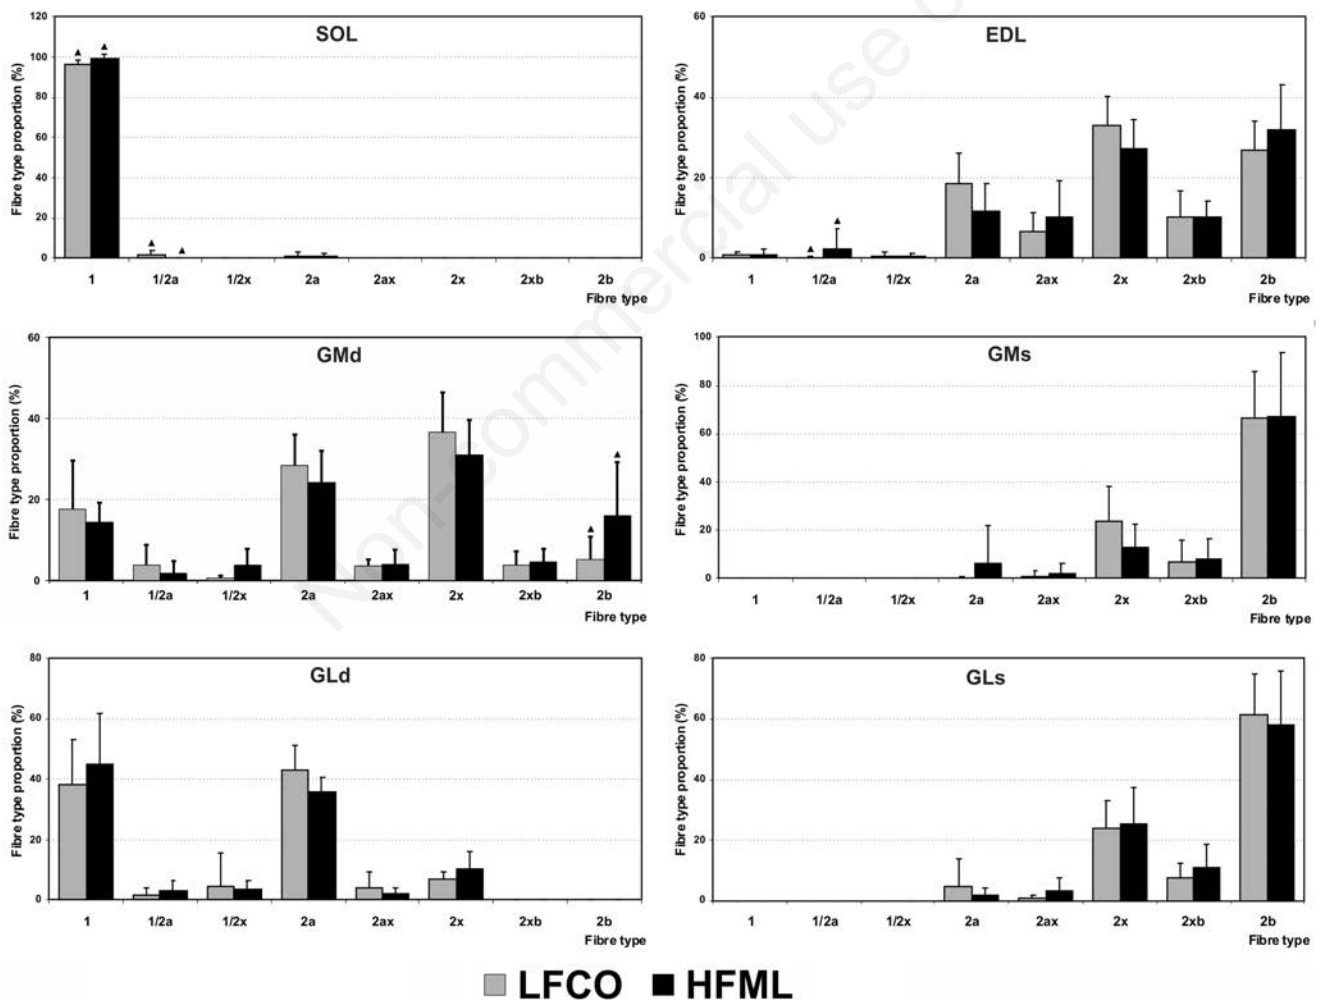 SOL
Fibre type proportion (%)
120
100
80
60
40
20
0
1 1/2a 1/2x 2a 2ax 2x 2xb 2b
Fibre type
EDL
Fibre type proportion (%)
60
40
20
0
1 1/2a 1/2x 2a 2ax 2x 2xb 2b
Fibre type
GMd
Fibre type proportion (%)
60
40
20
0
1 1/2a 1/2x 2a 2ax 2x 2xb 2b
Fibre type
GMs
Fibre type proportion (%)
100
80
60
40
20
0
1 1/2a 1/2x 2a 2ax 2x 2xb 2b
Fibre type
GLd
Fibre type proportion (%)
80
60
40
20
0
1 1/2a 1/2x 2a 2ax 2x 2xb 2b
Fibre type
GLs
Fibre type proportion (%)
80
60
40
20
0
1 1/2a 1/2x 2a 2ax 2x 2xb 2b
Fibre type
LFCO HFML
Non-commercial use